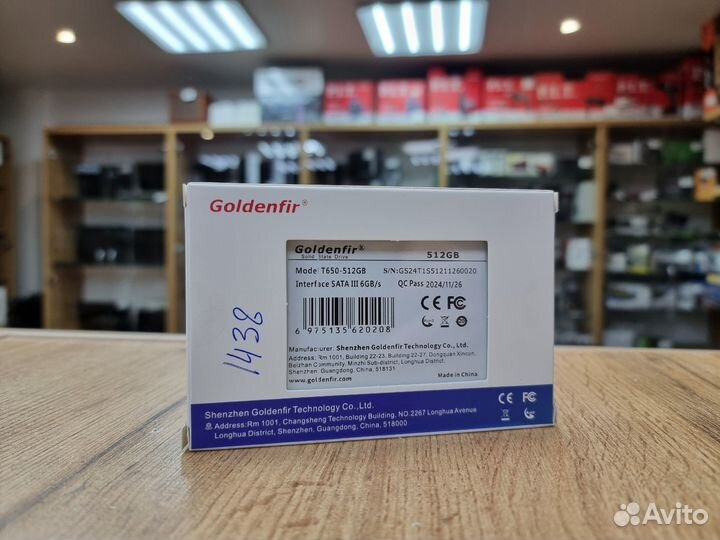 Goldenfir®
Goldenfir® 512GB
Solid State Drive
Model T650-512GB S/N:GS24T1S51211260020
Interface SATA III 6GB/s QC Pass 2024/11/26
CE FC
6 975135 620208
Manufacturer: Shenzhen Goldenfir Technology Co., Ltd.
Address: Rm 1001, Building 22-23, Building 22-27, Dongquan Xincun,
Beizhan Community, Minzhi Sub-district, Longhua District,
Shenzhen, Guangdong, China, 518131
www.goldenfir.com Made in China
1438
Shenzhen Goldenfir Technology Co., Ltd.
Address:Rm 1001, Changsheng Technology Building, NO.2267 Longhua Avenue
Longhua District, Shenzhen, Guangdong, China, 518000
CE FC
Avito